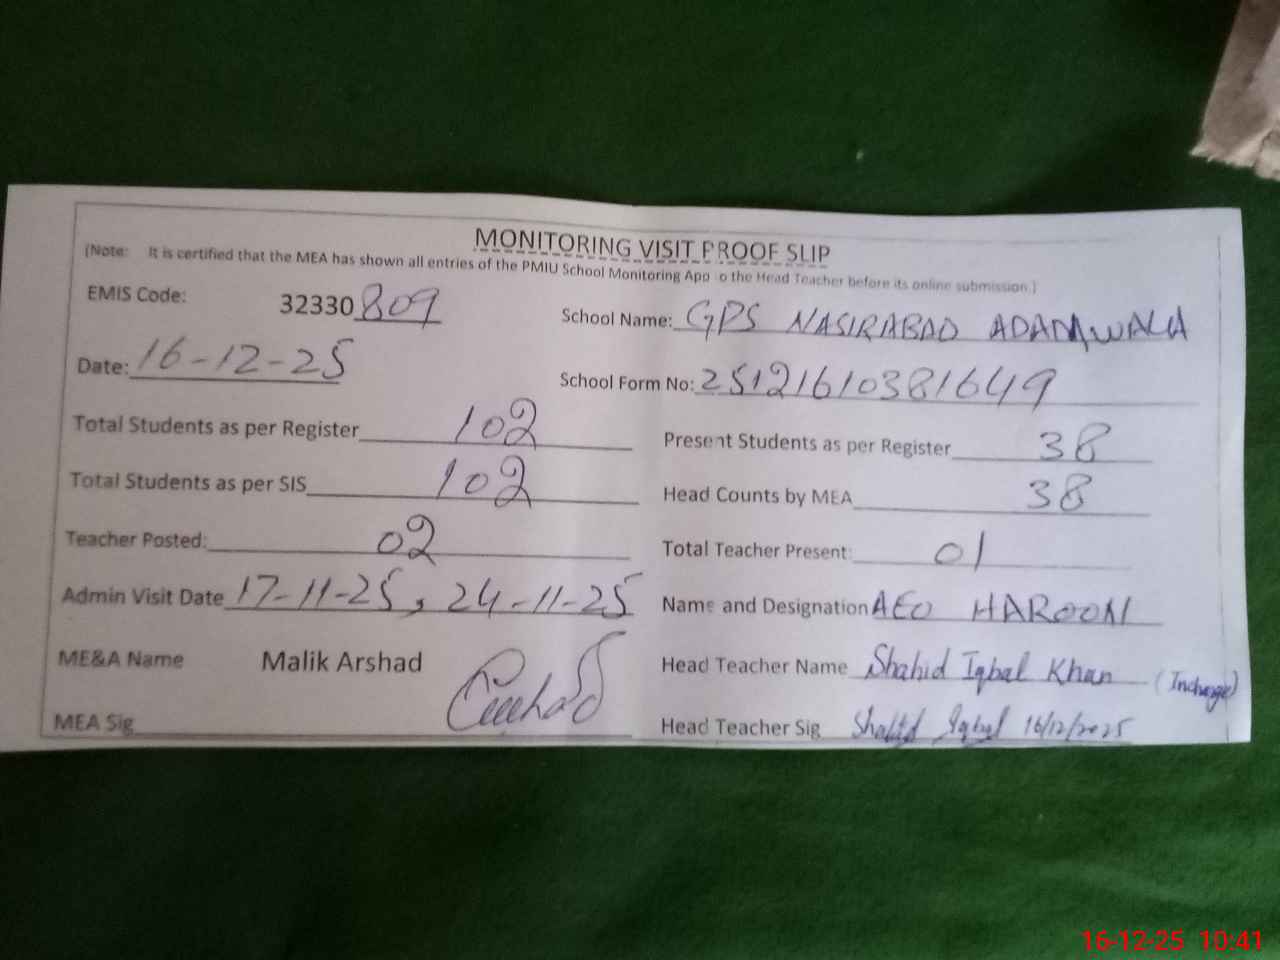 MONITORING VISIT PROOF SLIP
(Note: It is certified that the MEA has shown all entries of the PMIU School Monitoring App o the Head Teacher before its online submission.)
EMIS Code: 32330809 School Name: GPS NASIRABAD ADAMWALA
Date: 16-12-25 School Form No: 25121610381649
Total Students as per Register 102 Present Students as per Register 38
Total Students as per SIS 102 Head Counts by MEA 38
Teacher Posted: 02 Total Teacher Present: 01
Admin Visit Date 17-11-25, 24-11-25 Name and Designation AEO HAROON
ME&A Name Malik Arshad Head Teacher Name Shahid Iqbal Khan (Incharge)
MEA Sig Head Teacher Sig Shahid Iqbal 16/12/2025
16-12-25 10:41